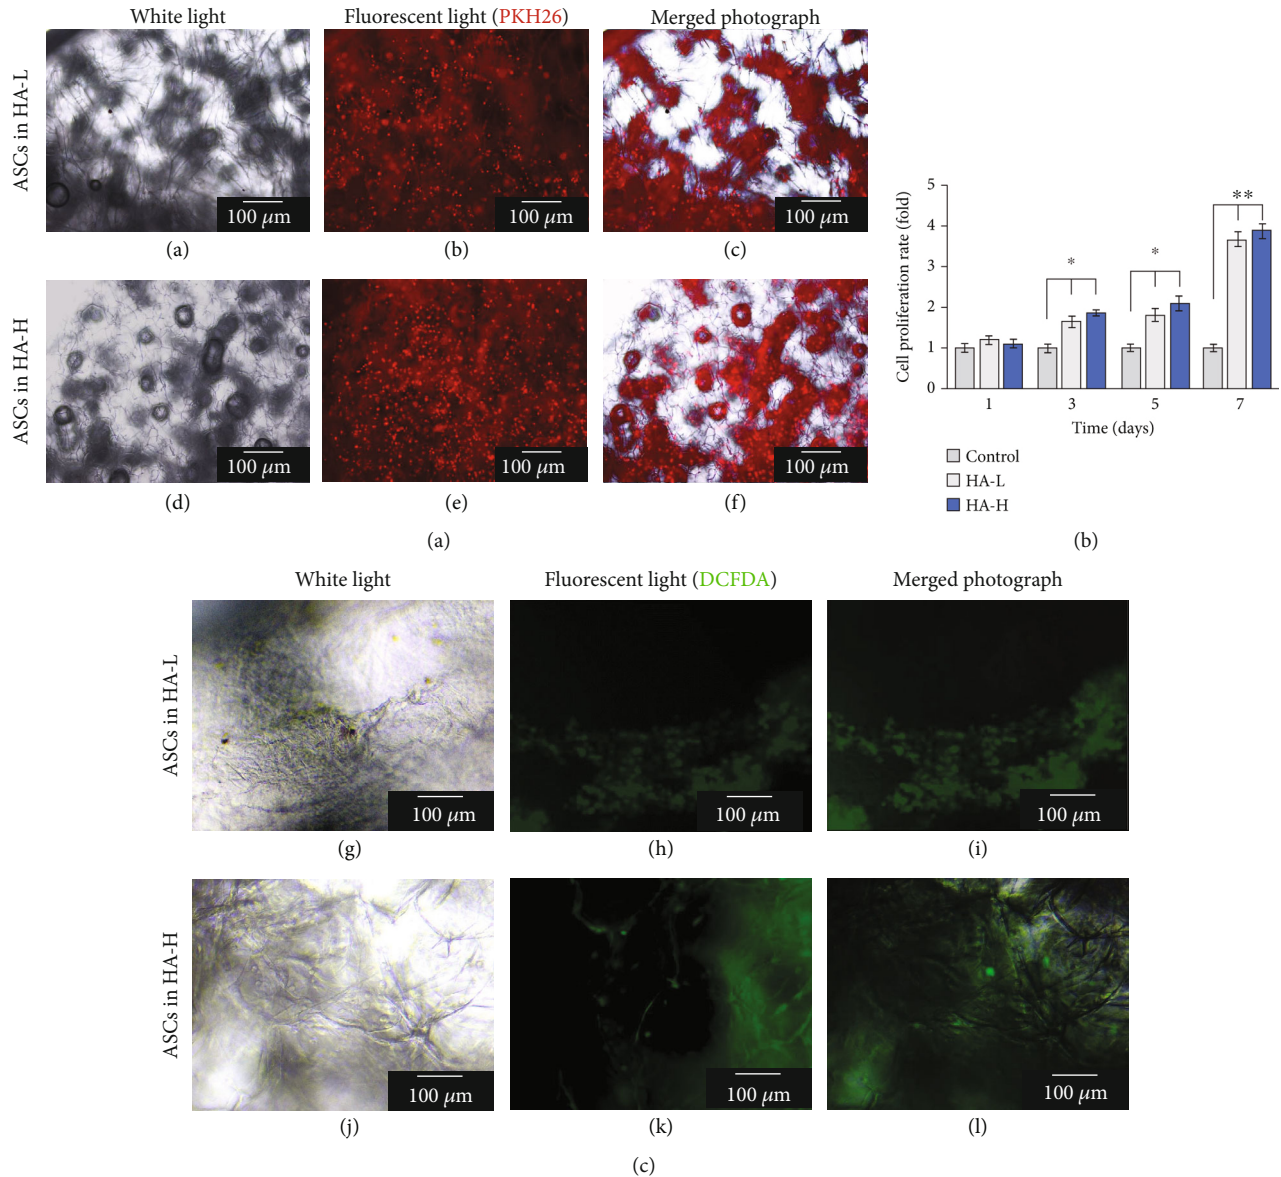 White light
Fluorescent light (PKH26)
Merged photograph
ASCs in HA-L
100 µm
100 µm
100 µm
(a)
(b)
(c)
ASCs in HA-H
100 µm
100 µm
100 µm
(d)
(e)
(f)
(a)
Cell proliferation rate (fold)
5
4
3
2
1
0
*
*
**
1
3
5
7
Time (days)
Control
HA-L
HA-H
(b)
White light
Fluorescent light (DCFDA)
Merged photograph
ASCs in HA-L
100 µm
100 µm
100 µm
(g)
(h)
(i)
ASCs in HA-H
100 µm
100 µm
100 µm
(j)
(k)
(l)
(c)